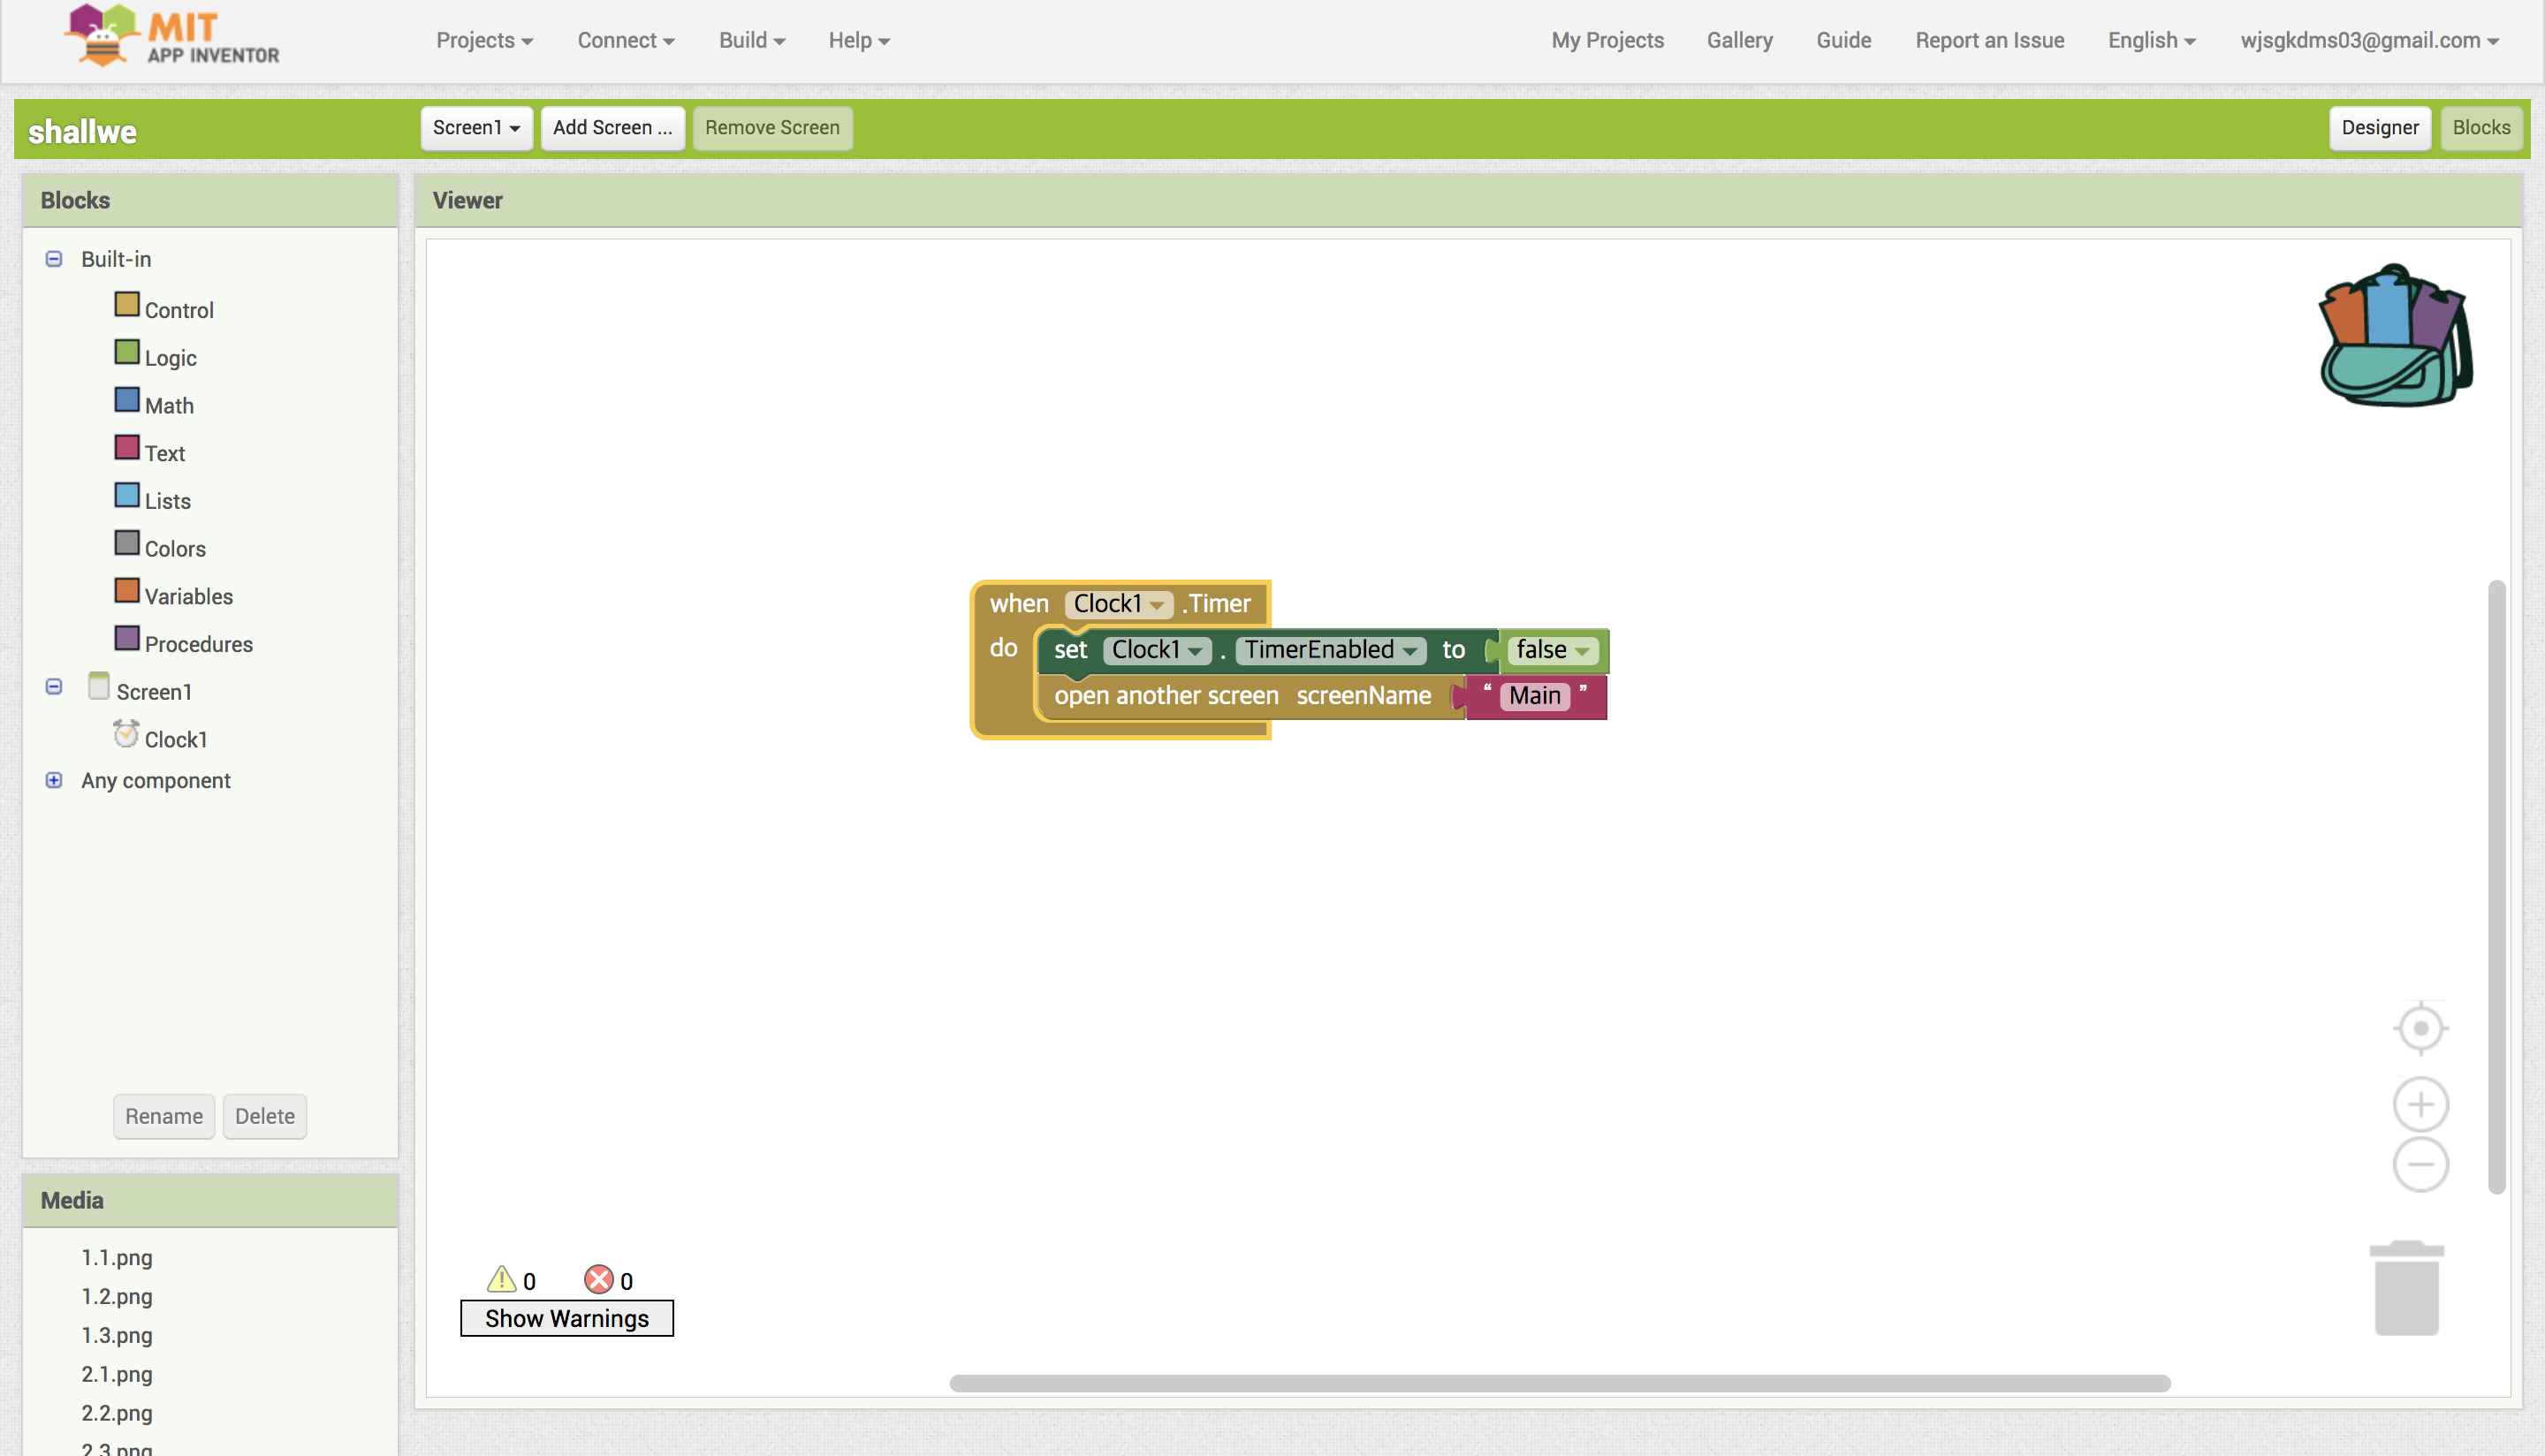 MIT
APP INVENTOR
Projects Connect Build Help My Projects Gallery Guide Report an Issue English wjsgkdms03@gmail.com
shallwe Screen1 Add Screen ... Remove Screen Designer Blocks
Blocks
Built-in
Control
Logic
Math
Text
Lists
Colors
Variables
Procedures
Screen1
Clock1
Any component
Rename Delete
Media
1.1.png
1.2.png
1.3.png
2.1.png
2.2.png
2.3.png
Viewer
when Clock1 .Timer
do set Clock1 . TimerEnabled to false
open another screen screenName “ Main ”
0 0
Show Warnings